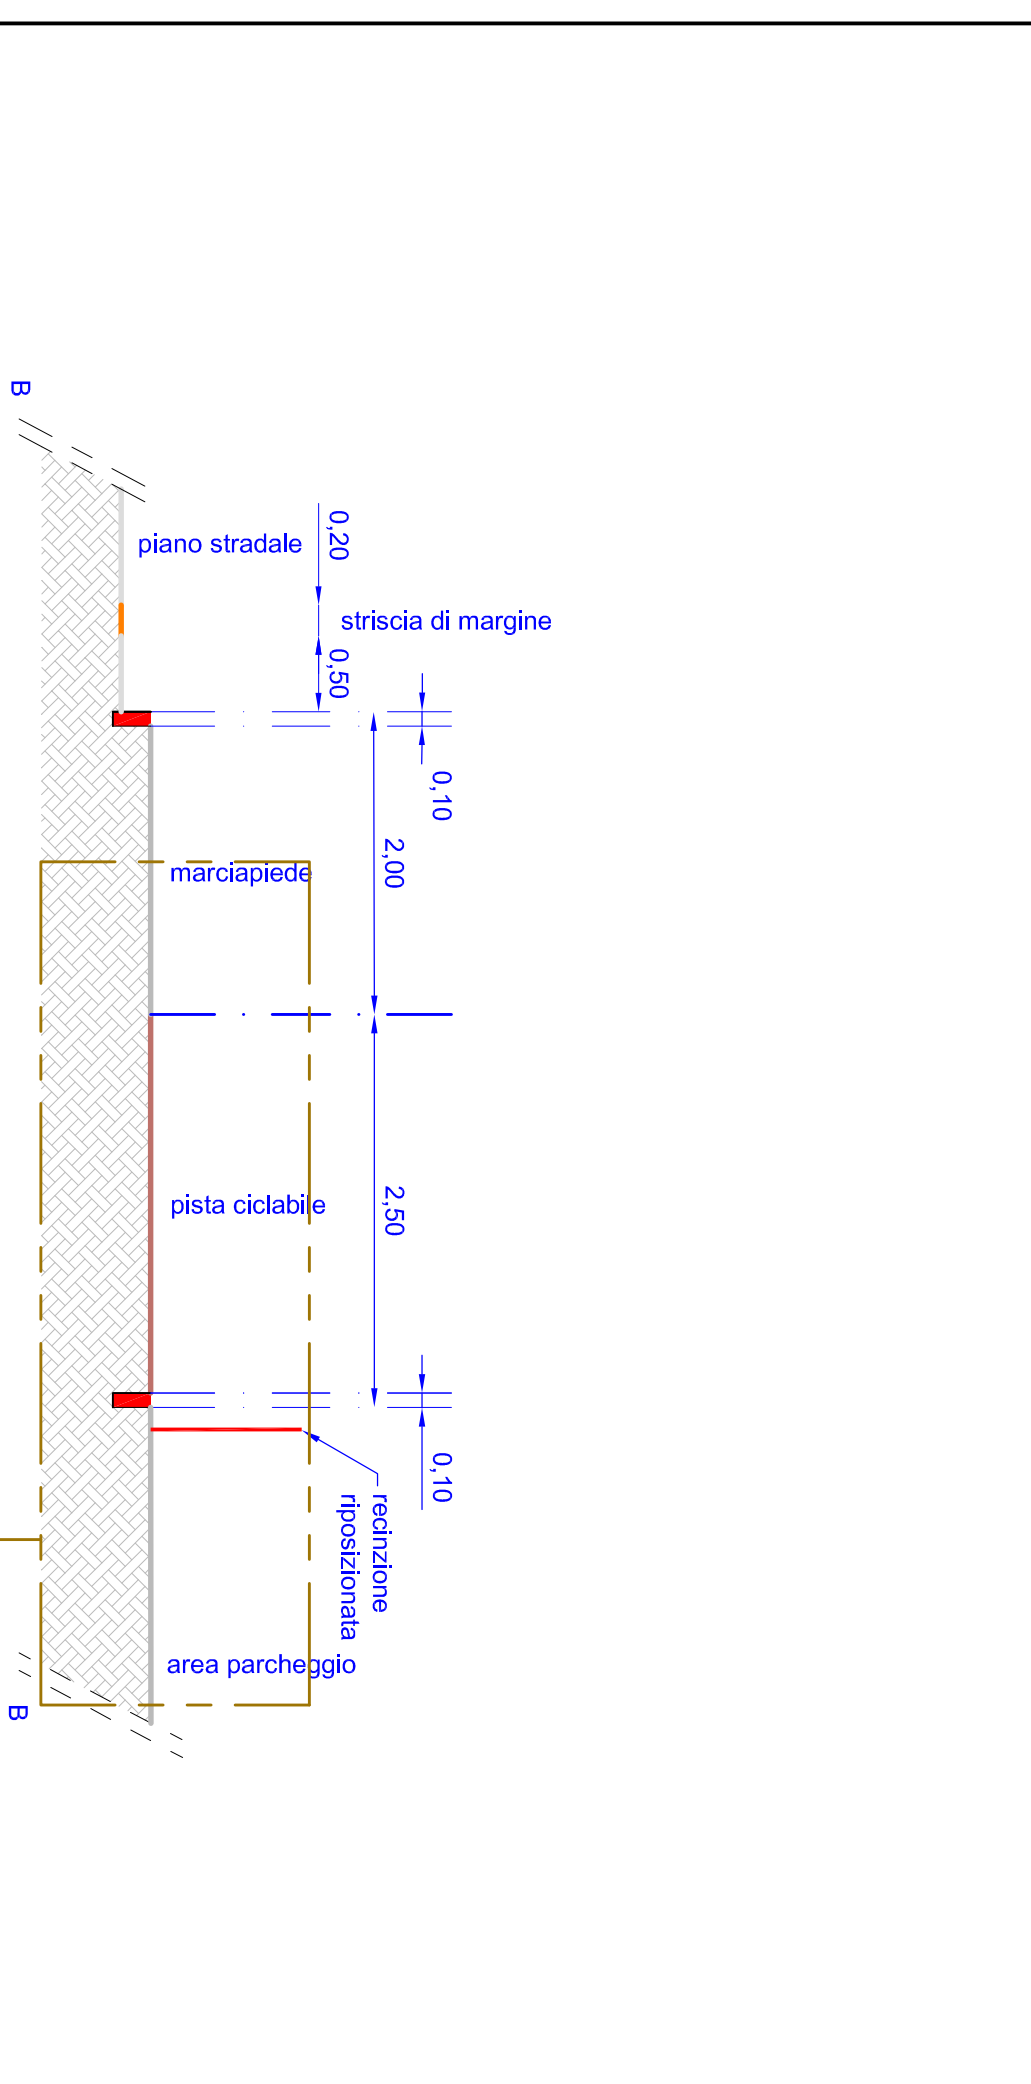 B
0,20
piano stradale
striscia di margine
0,50
0,10
2,00
marciapiede
2,50
pista ciclabile
0,10
recinzione
riposizionata
area parcheggio
B